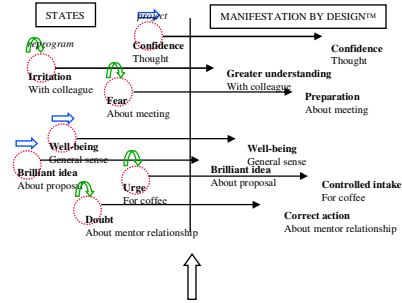 STATES
MANIFESTATION BY DESIGN™
project
Confidence
Thought
Confidence
Thought
reprogram
Irritation
With colleague
Greater understanding
With colleague
Fear
About meeting
Preparation
About meeting
Well-being
General sense
Well-being
General sense
Brilliant idea
About proposal
Brilliant idea
About proposal
Urge
For coffee
Controlled intake
For coffee
Doubt
About mentor relationship
Correct action
About mentor relationship